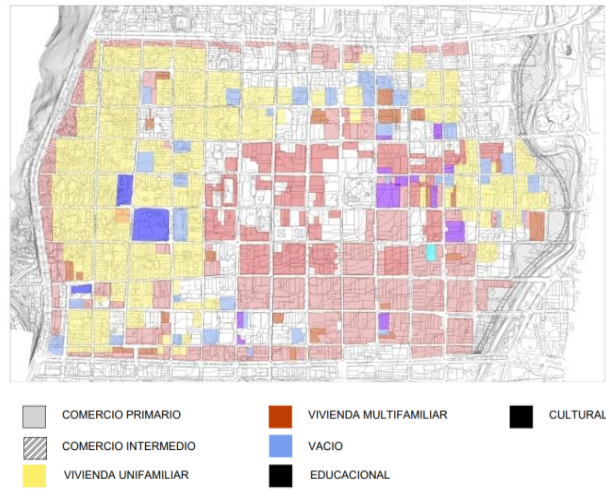 COMERCIO PRIMARIO
COMERCIO INTERMEDIO
VIVIENDA UNIFAMILIAR
VIVIENDA MULTIFAMILIAR
VACIO
EDUCACIONAL
CULTURAL